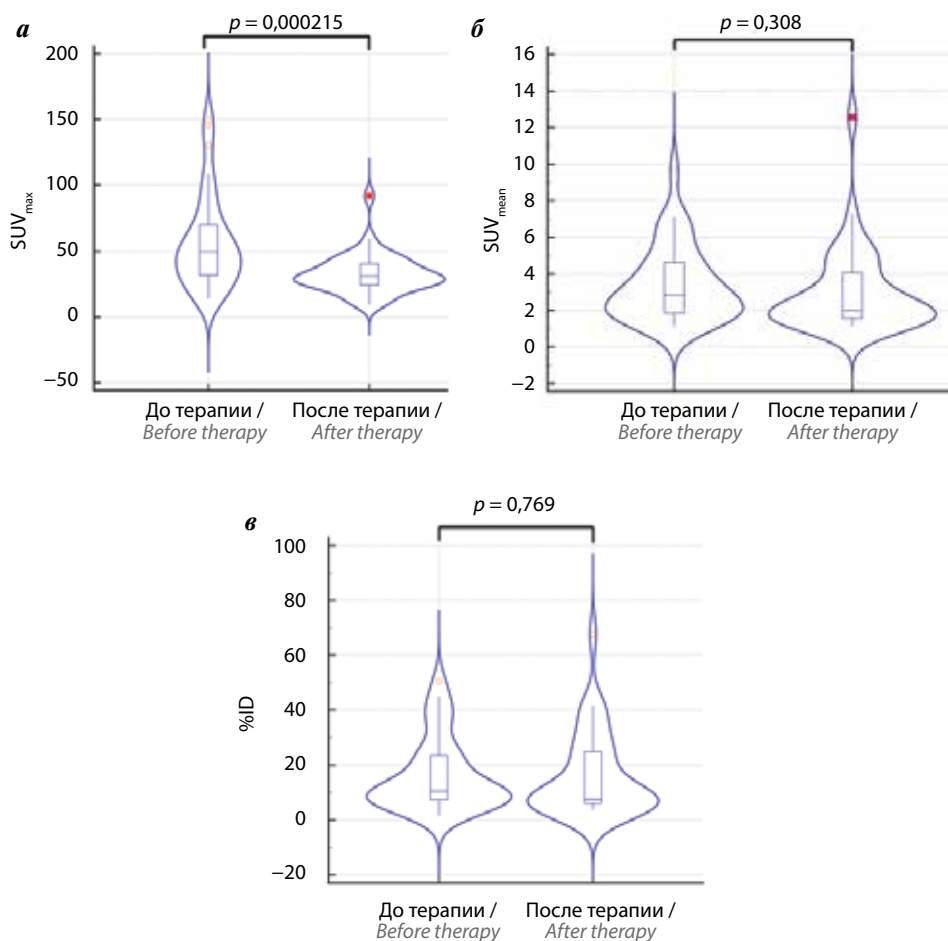 а
p = 0,000215
200
150
100
50
0
−50
SUVmax
До терапии /
Before therapy
После терапии /
After therapy
б
p = 0,308
16
14
12
10
8
6
4
2
0
−2
SUVmean
До терапии /
Before therapy
После терапии /
After therapy
в
p = 0,769
100
80
60
40
20
0
−20
%ID
До терапии /
Before therapy
После терапии /
After therapy